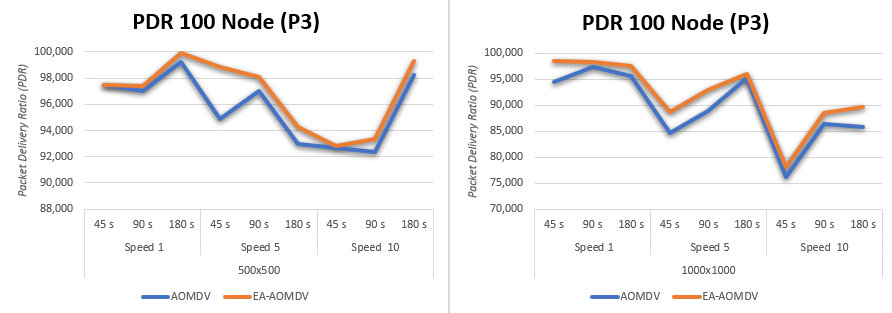 PDR 100 Node (P3)
Packet Delivery Ratio (PDR)
100,000
98,000
96,000
94,000
92,000
90,000
88,000
45 s 90 s 180 s 45 s 90 s 180 s 45 s 90 s 180 s
Speed 1 Speed 5 Speed 10
500x500
AOMDV EA-AOMDV
PDR 100 Node (P3)
Packet Delivery Ratio (PDR)
100,000
95,000
90,000
85,000
80,000
75,000
70,000
45 s 90 s 180 s 45 s 90 s 180 s 45 s 90 s 180 s
Speed 1 Speed 5 Speed 10
1000x1000
AOMDV EA-AOMDV